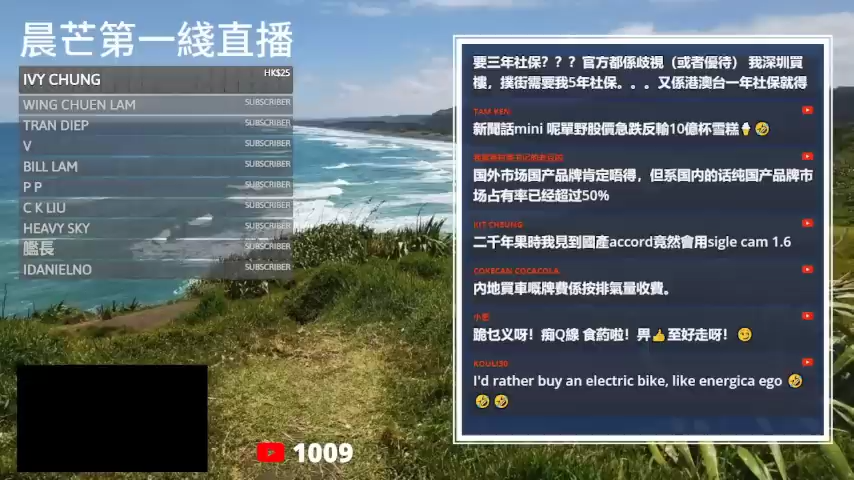 晨芒第一綫直播
IVY CHUNG HK$25
WING CHUEN LAM SUBSCRIBER
TRAN DIEP SUBSCRIBER
V SUBSCRIBER
BILL LAM SUBSCRIBER
P P SUBSCRIBER
C K LIU SUBSCRIBER
HEAVY SKY SUBSCRIBER
艦長 SUBSCRIBER
IDANIELNO SUBSCRIBER
1009
要三年社保？？？官方都係歧視（或者優待） 我深圳買
樓，撲街需要我5年社保。。。又係港澳台一年社保就得
TAM KEN
新聞話mini 呢單野股價急跌反輸10億杯雪糕🍦🤣
国外市场国产品牌肯定唔得，但系国内的话纯国产品牌市
场占有率已经超过50%
KIT CHEUNG
二千年果時我見到國產accord竟然會用sigle cam 1.6
COKECAN COCACOLA
内地買車嘅牌費係按排氣量收費。
小肥
跪乜义呀！痴Q線 食葯啦！畀👍至好走呀！😏
KOULI30
I'd rather buy an electric bike, like energica ego 🤣
🤣🤣